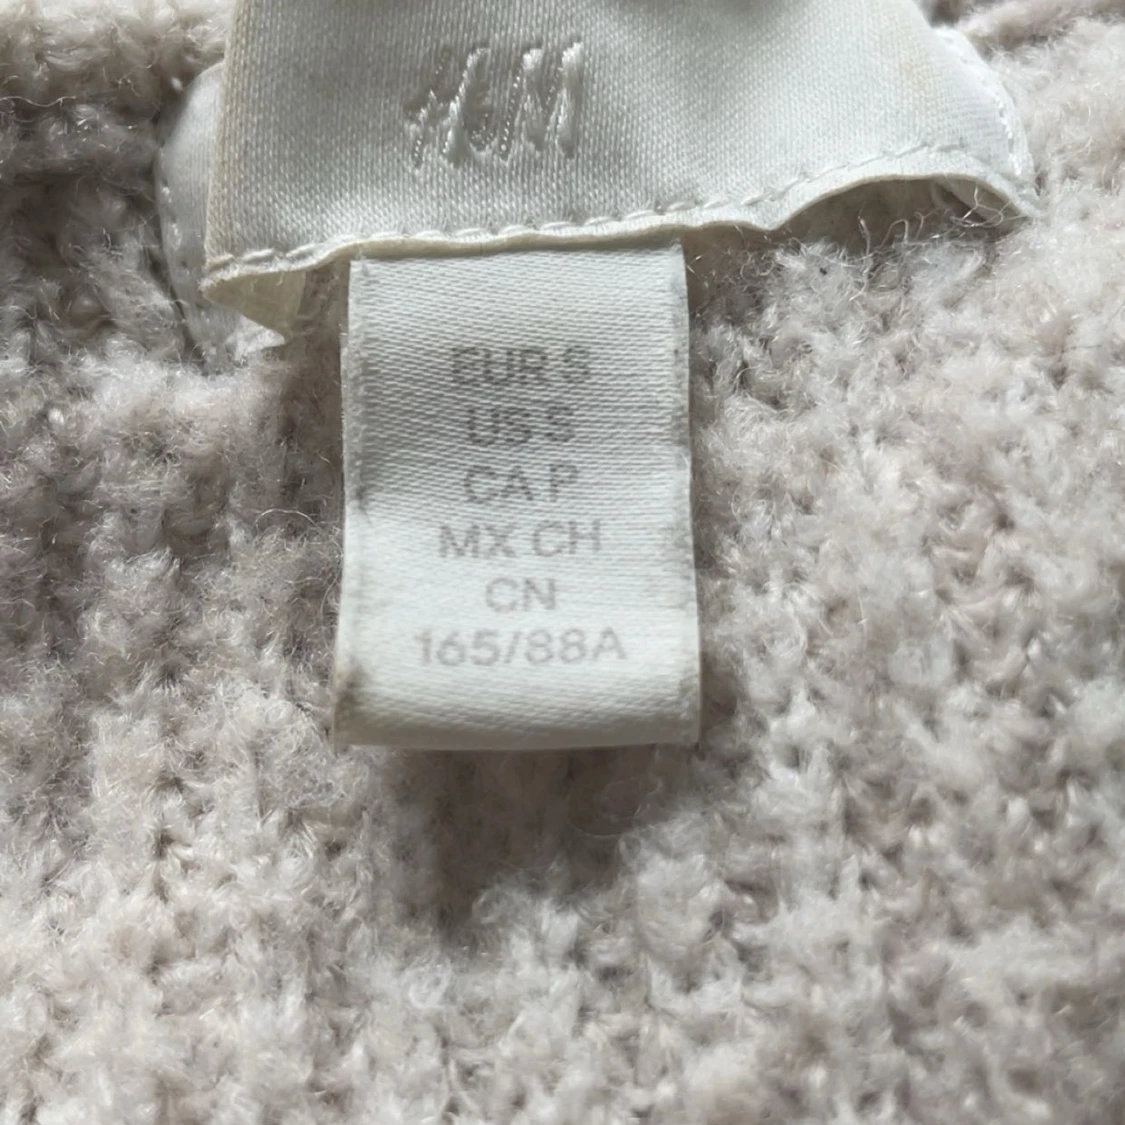 H&M
EUR S
US S
CA P
MX CH
CN
165/88A